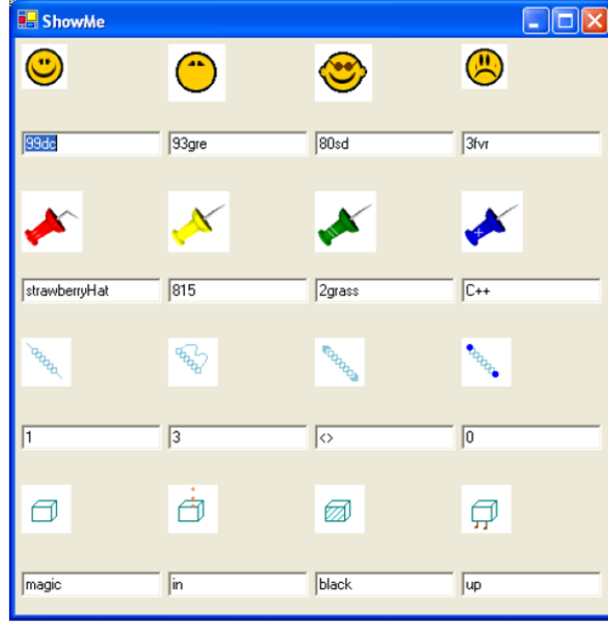 ShowMe
99dc 93gre 80sd 3fvr
strawberryHat 815 2grass C++
1 3 <> 0
magic in black up